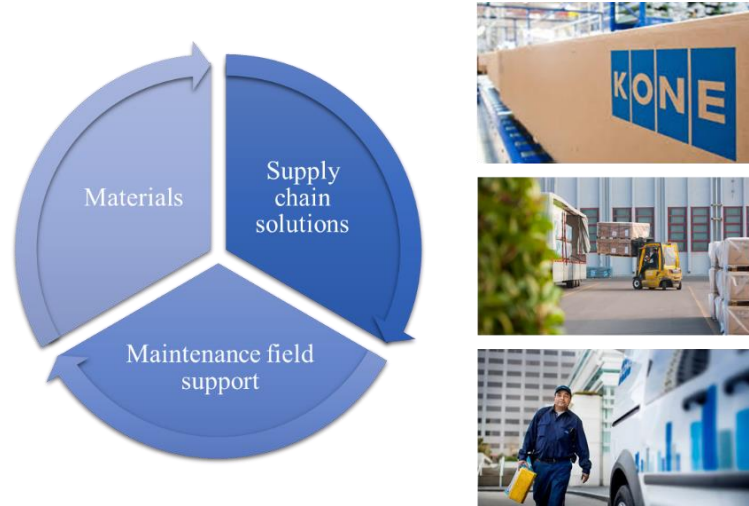 Materials
Supply
chain
solutions
Maintenance field
support
KONE